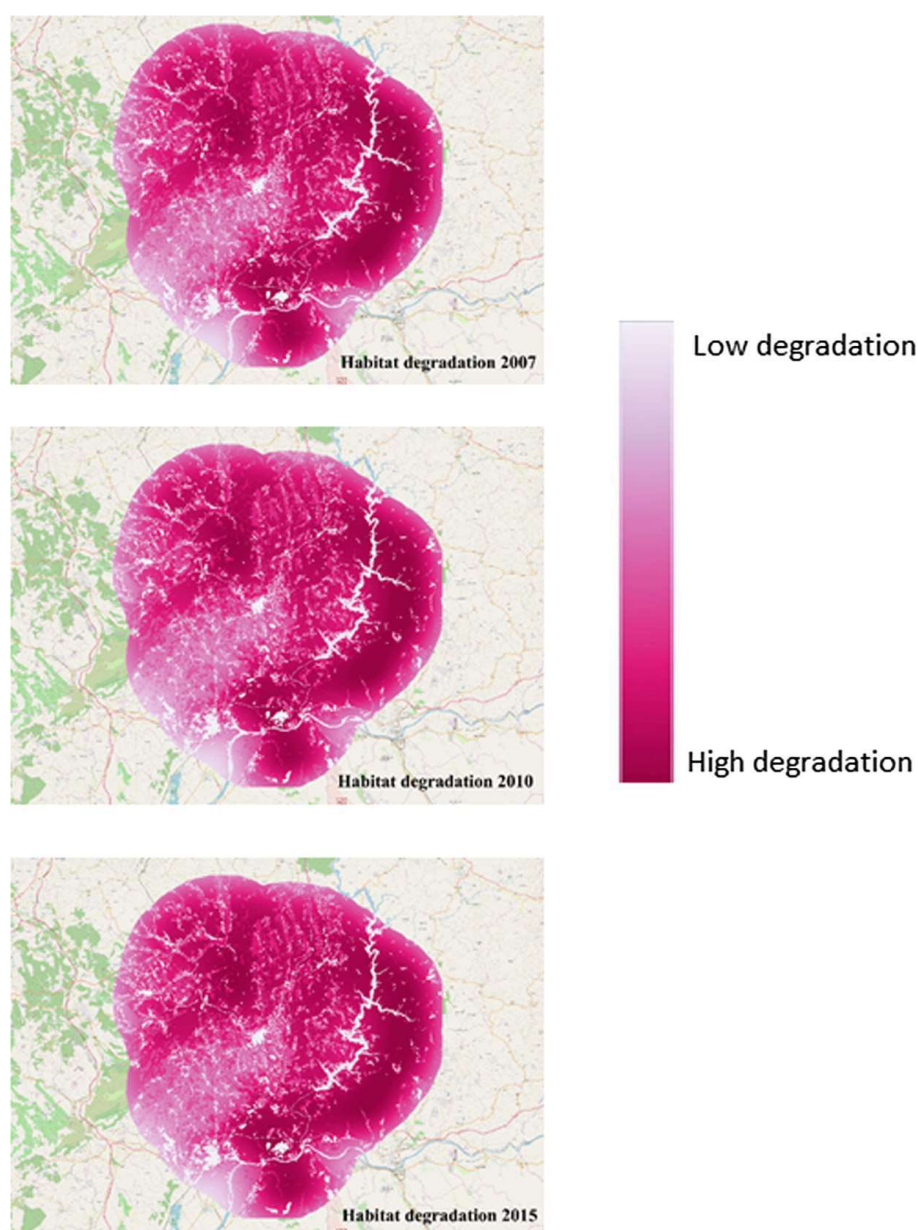 Habitat degradation 2007
Low degradation
High degradation
Habitat degradation 2010
Habitat degradation 2015